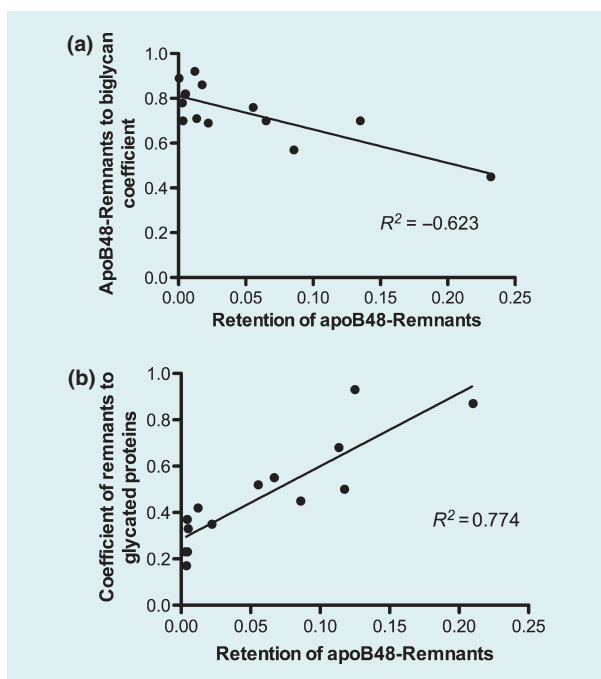 (a)
ApoB48-Remnants to biglycan
coefficient
1.0
0.8
0.6
0.4
0.2
0.0
R² = –0.623
0.00 0.05 0.10 0.15 0.20 0.25
Retention of apoB48-Remnants
(b)
Coefficient of remnants to
glycated proteins
1.0
0.8
0.6
0.4
0.2
0.0
R² = 0.774
0.00 0.05 0.10 0.15 0.20 0.25
Retention of apoB48-Remnants